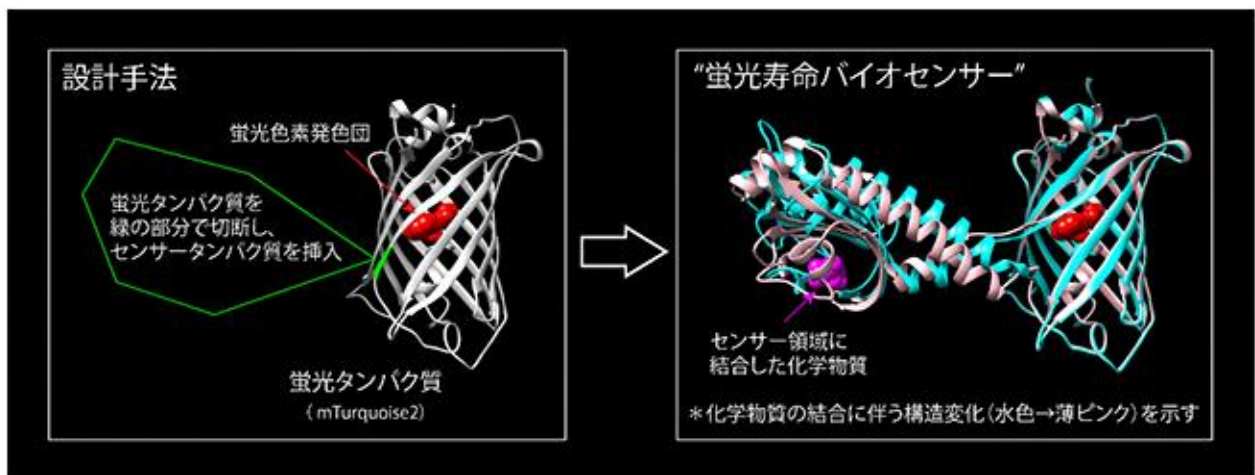 設計手法
蛍光色素発色団
蛍光タンパク質を
緑の部分で切断し、
センサータンパク質を挿入
蛍光タンパク質
（mTurquoise2）
“蛍光寿命バイオセンサー”
センサー領域に
結合した化学物質
＊化学物質の結合に伴う構造変化（水色→薄ピンク）を示す